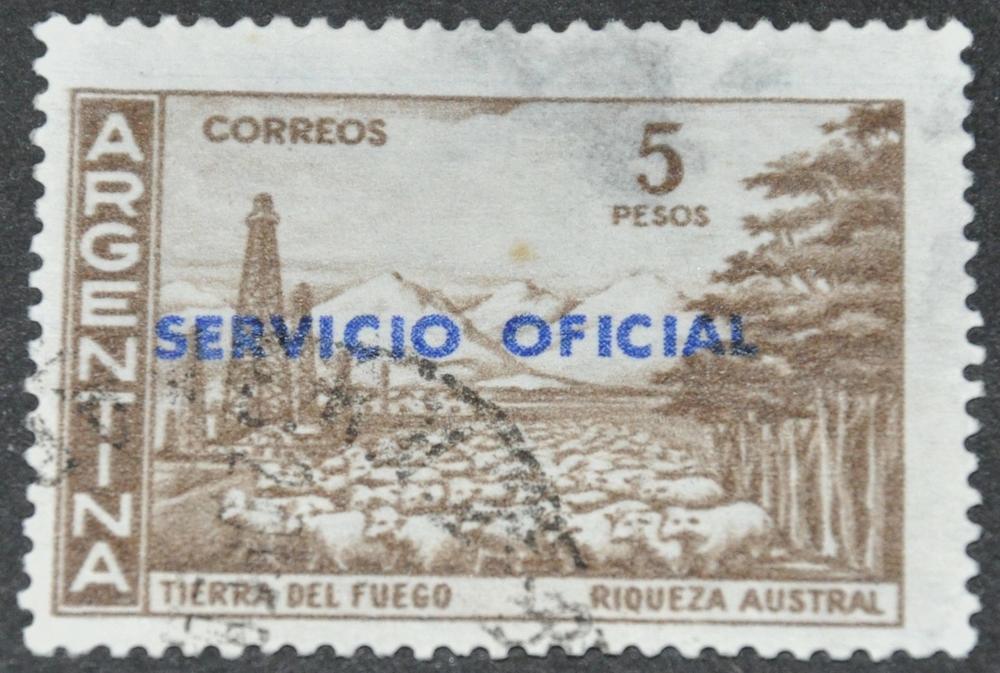 ARGENTINA
CORREOS
5
PESOS
SERVICIO OFICIAL
TIERRA DEL FUEGO
RIQUEZA AUSTRAL